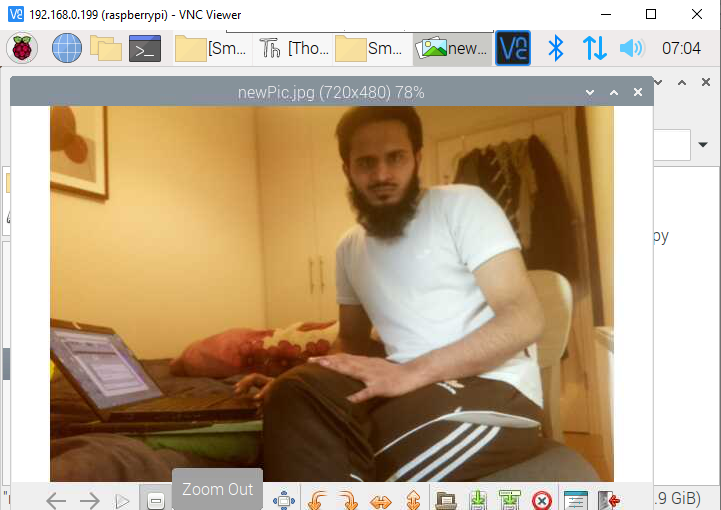 192.168.0.199 (raspberrypi) - VNC Viewer
[Sm...
[Tho...
Sm...
new...
07:04
newPic.jpg (720x480) 78%
py
Zoom Out
.9 GiB)